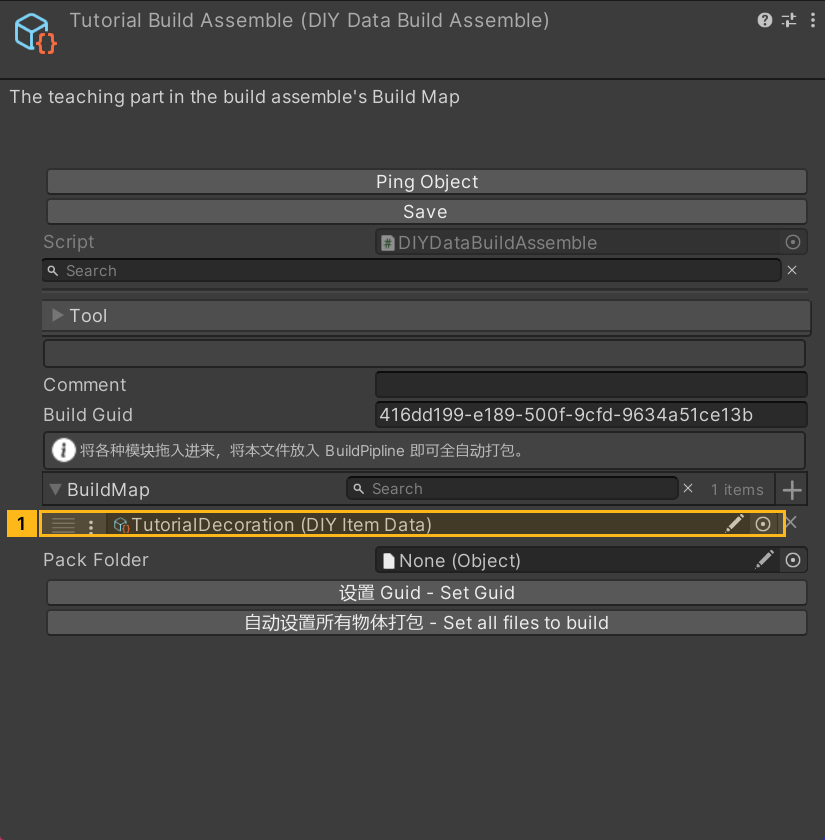 Tutorial Build Assemble (DIY Data Build Assemble)
The teaching part in the build assemble's Build Map
Ping Object
Save
Script DIYDataBuildAssemble
Search
Tool
Comment
Build Guid 416dd199-e189-500f-9cfd-9634a51ce13b
将各种模块拖入进来，将本文件放入 BuildPipline 即可全自动打包。
BuildMap Search 1 items
1 TutorialDecoration (DIY Item Data)
Pack Folder None (Object)
设置 Guid - Set Guid
自动设置所有物体打包 - Set all files to build